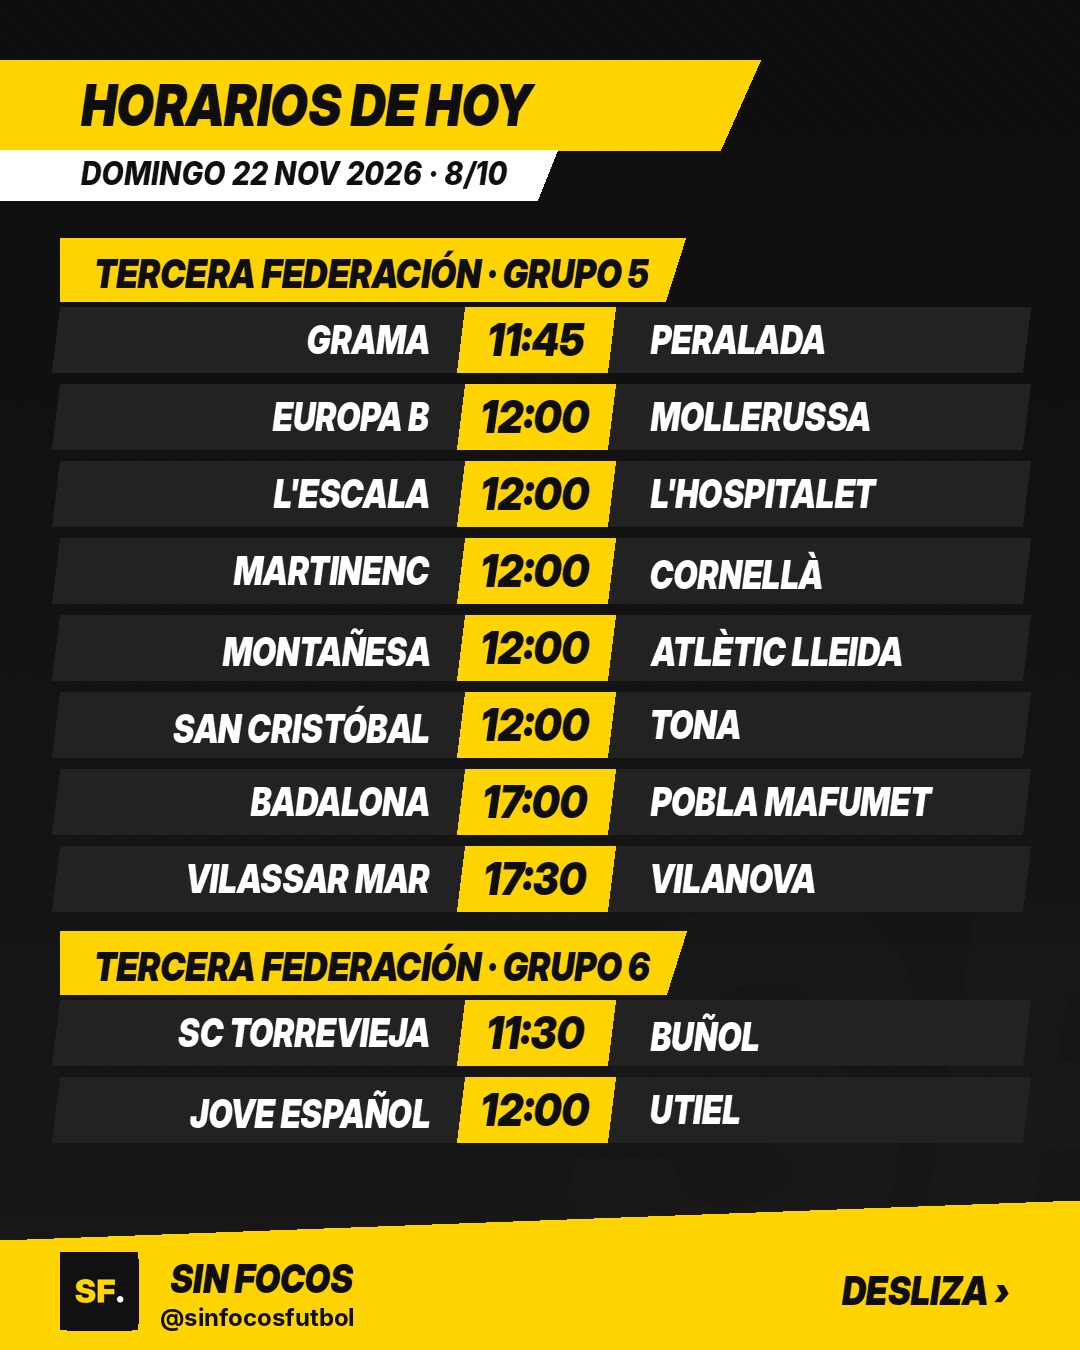 HORARIOS DE HOY
DOMINGO 22 NOV 2026 · 8/10
TERCERA FEDERACIÓN · GRUPO 5
GRAMA 11:45 PERALADA
EUROPA B 12:00 MOLLERUSSA
L'ESCALA 12:00 L'HOSPITALET
MARTINENC 12:00 CORNELLÀ
MONTAÑESA 12:00 ATLÈTIC LLEIDA
SAN CRISTÓBAL 12:00 TONA
BADALONA 17:00 POBLA MAFUMET
VILASSAR MAR 17:30 VILANOVA
TERCERA FEDERACIÓN · GRUPO 6
SC TORREVIEJA 11:30 BUÑOL
JOVE ESPAÑOL 12:00 UTIEL
SF.
SIN FOCOS
@sinfocosfutbol
DESLIZA ›